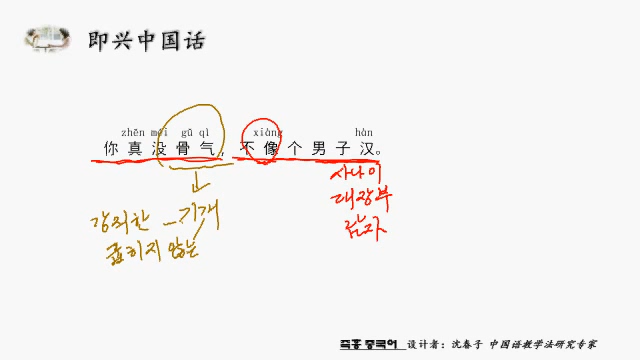 即兴中国话
zhēn méi gǔ qì xiàng hàn
你真没骨气，不像个男子汉。
사나이
대장부
남자
강직한 기개
굽히지 않는
즉흥 중국어 设计者：沈春子 中国语教学法研究专家